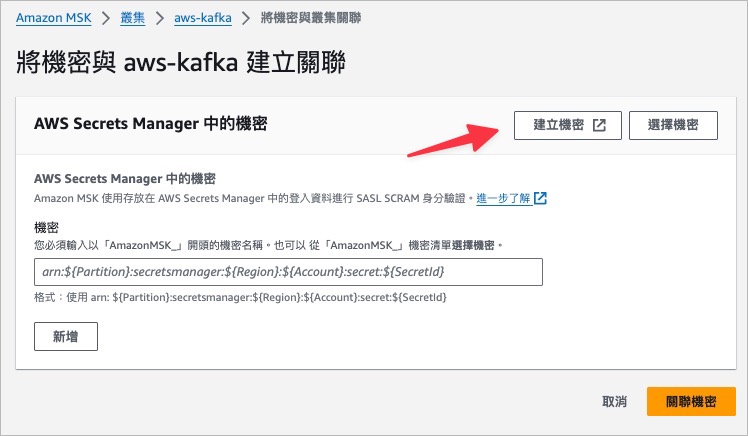 Amazon MSK > 叢集 > aws-kafka > 將機密與叢集關聯
將機密與 aws-kafka 建立關聯
AWS Secrets Manager 中的機密
建立機密
選擇機密
AWS Secrets Manager 中的機密
Amazon MSK 使用存放在 AWS Secrets Manager 中的登入資料進行 SASL SCRAM 身分驗證。進一步了解
機密
您必須輸入以「AmazonMSK_」開頭的機密名稱。也可以 從「AmazonMSK_」機密清單選擇機密。
arn:${Partition}:secretsmanager:${Region}:${Account}:secret:${SecretId}
格式：使用 arn: ${Partition}:secretsmanager:${Region}:${Account}:secret:${SecretId}
新增
取消
關聯機密